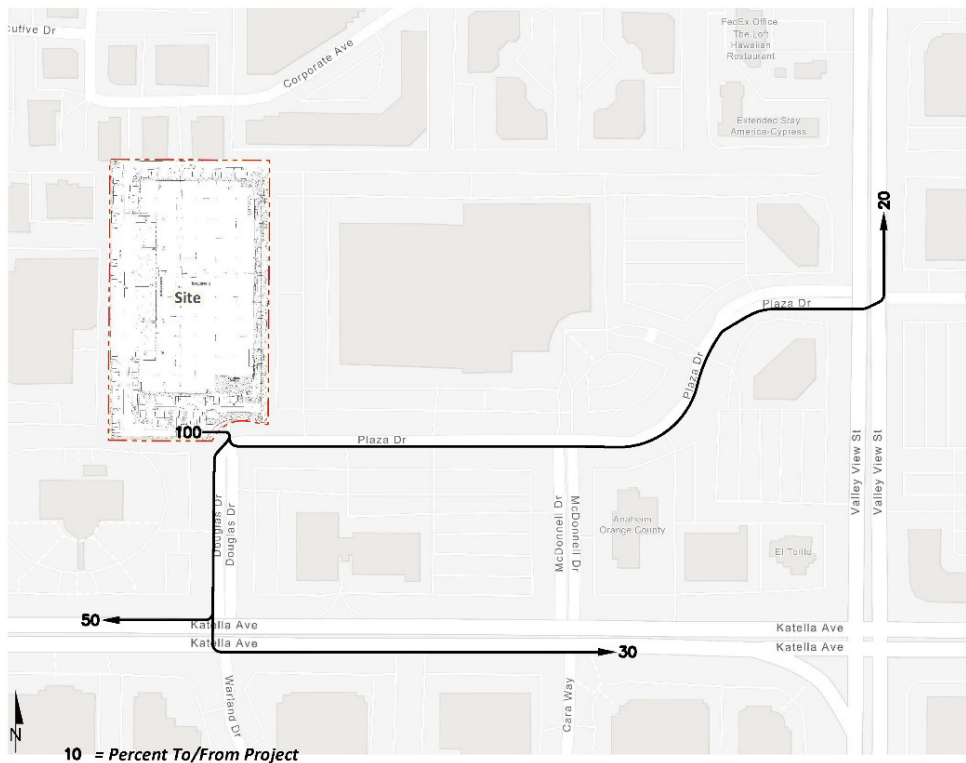 cutive Dr
Corporate Ave
FedEx Office
The Loft
Hawaiian
Restaurant
Extended Stay
America-Cypress
20
Site
Plaza Dr
Plaza Dr
100
Plaza Dr
Valley View St
Valley View St
Douglas Dr
Douglas Dr
McDonnell Dr
McDonnell Dr
Anaheim
Orange County
El Torito
50
Katella Ave
Katella Ave
Katella Ave
Katella Ave
30
Warland Dr
Cara Way
N
10 = Percent To/From Project